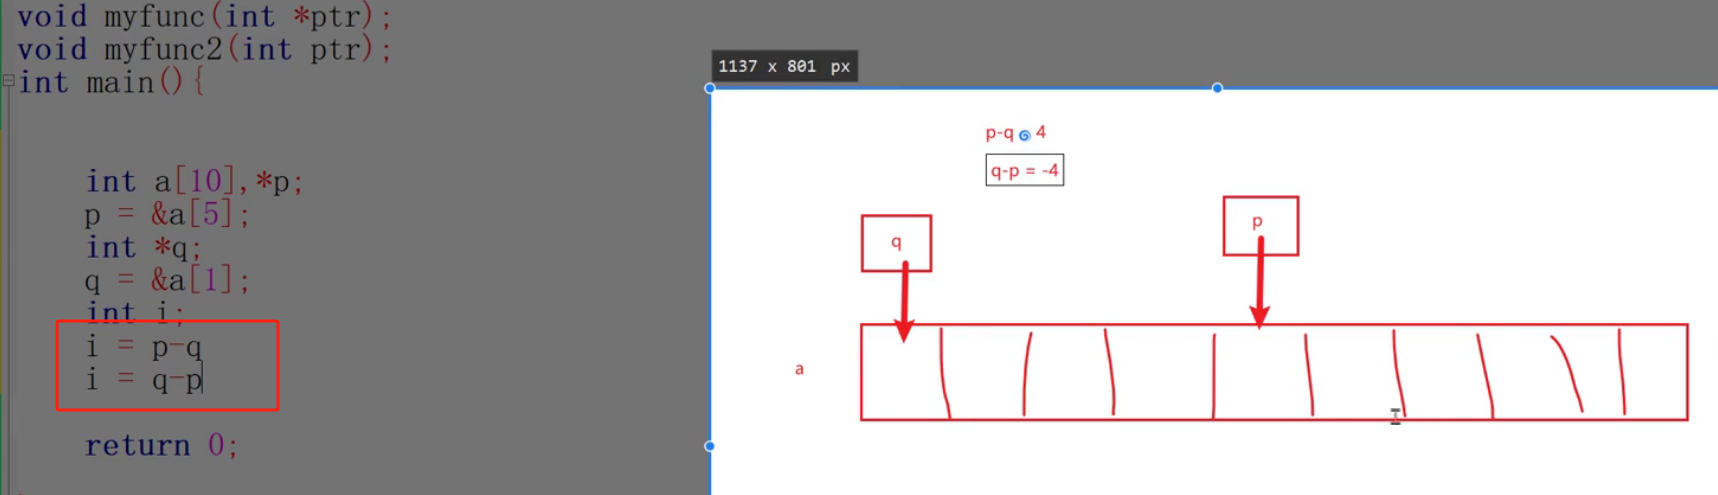 void myfunc(int *ptr);
void myfunc2(int ptr);
int main(){
int a[10],*p;
p = &a[5];
int *q;
q = &a[1];
int i;
i = p-q
i = q-p
return 0;
1137 x 801 px
p-q 4
q-p = -4
q
p
a